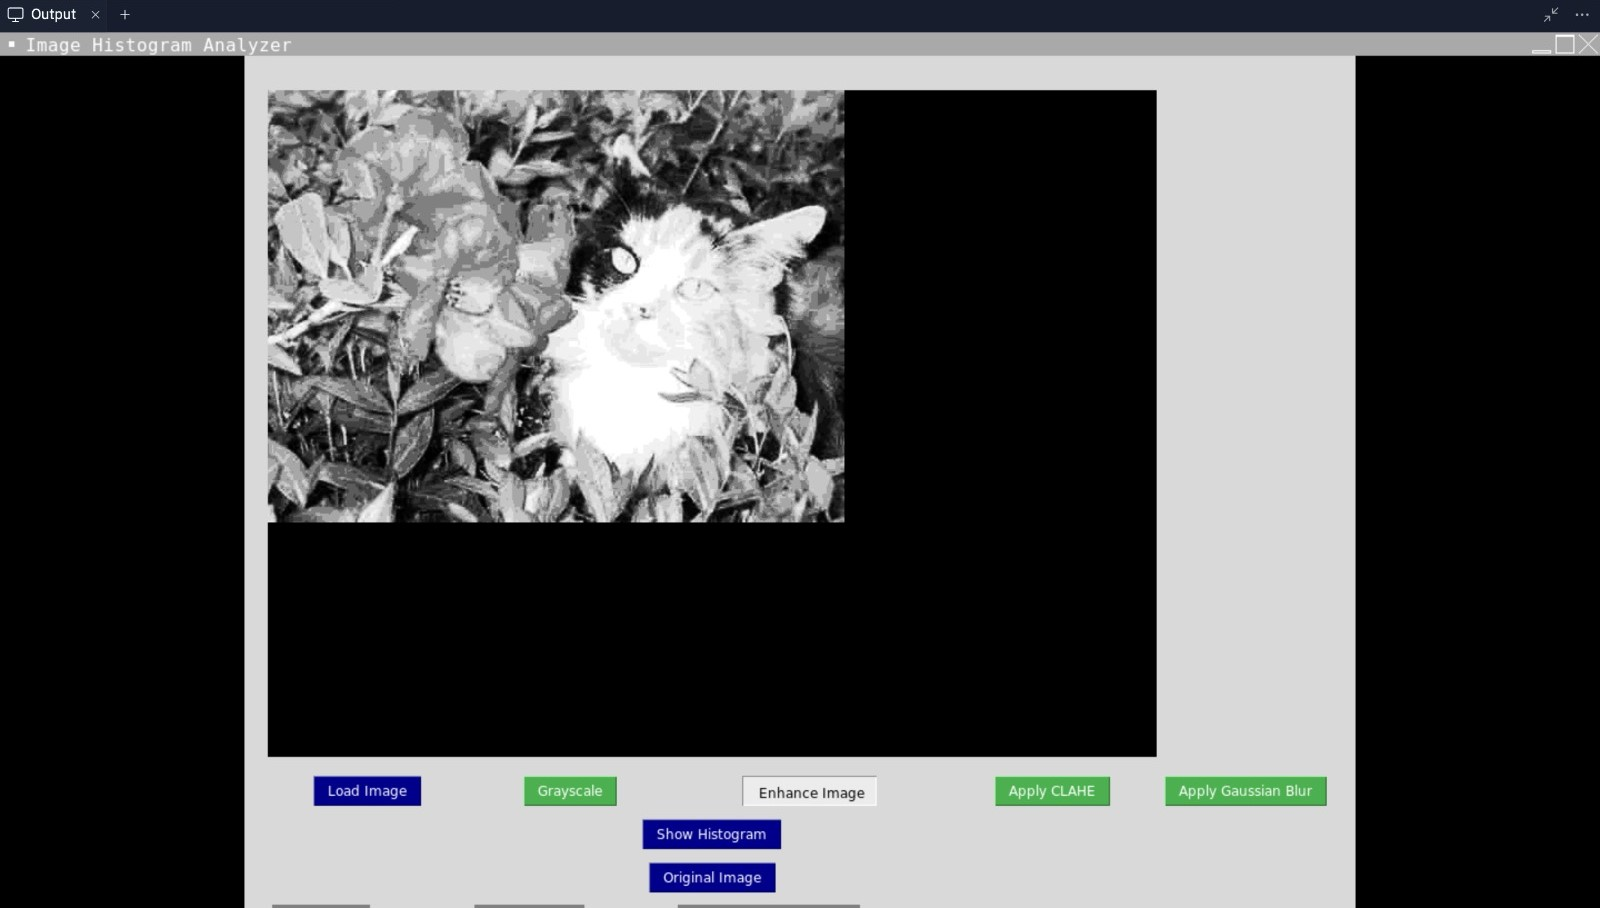 Output
Image Histogram Analyzer
Load Image
Grayscale
Enhance Image
Apply CLAHE
Apply Gaussian Blur
Show Histogram
Original Image